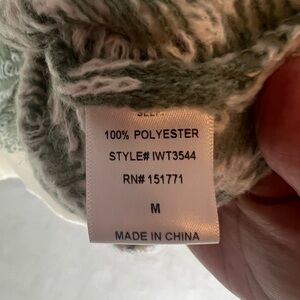 100% POLYESTER
STYLE# IWT3544
RN# 151771
M
MADE IN CHINA